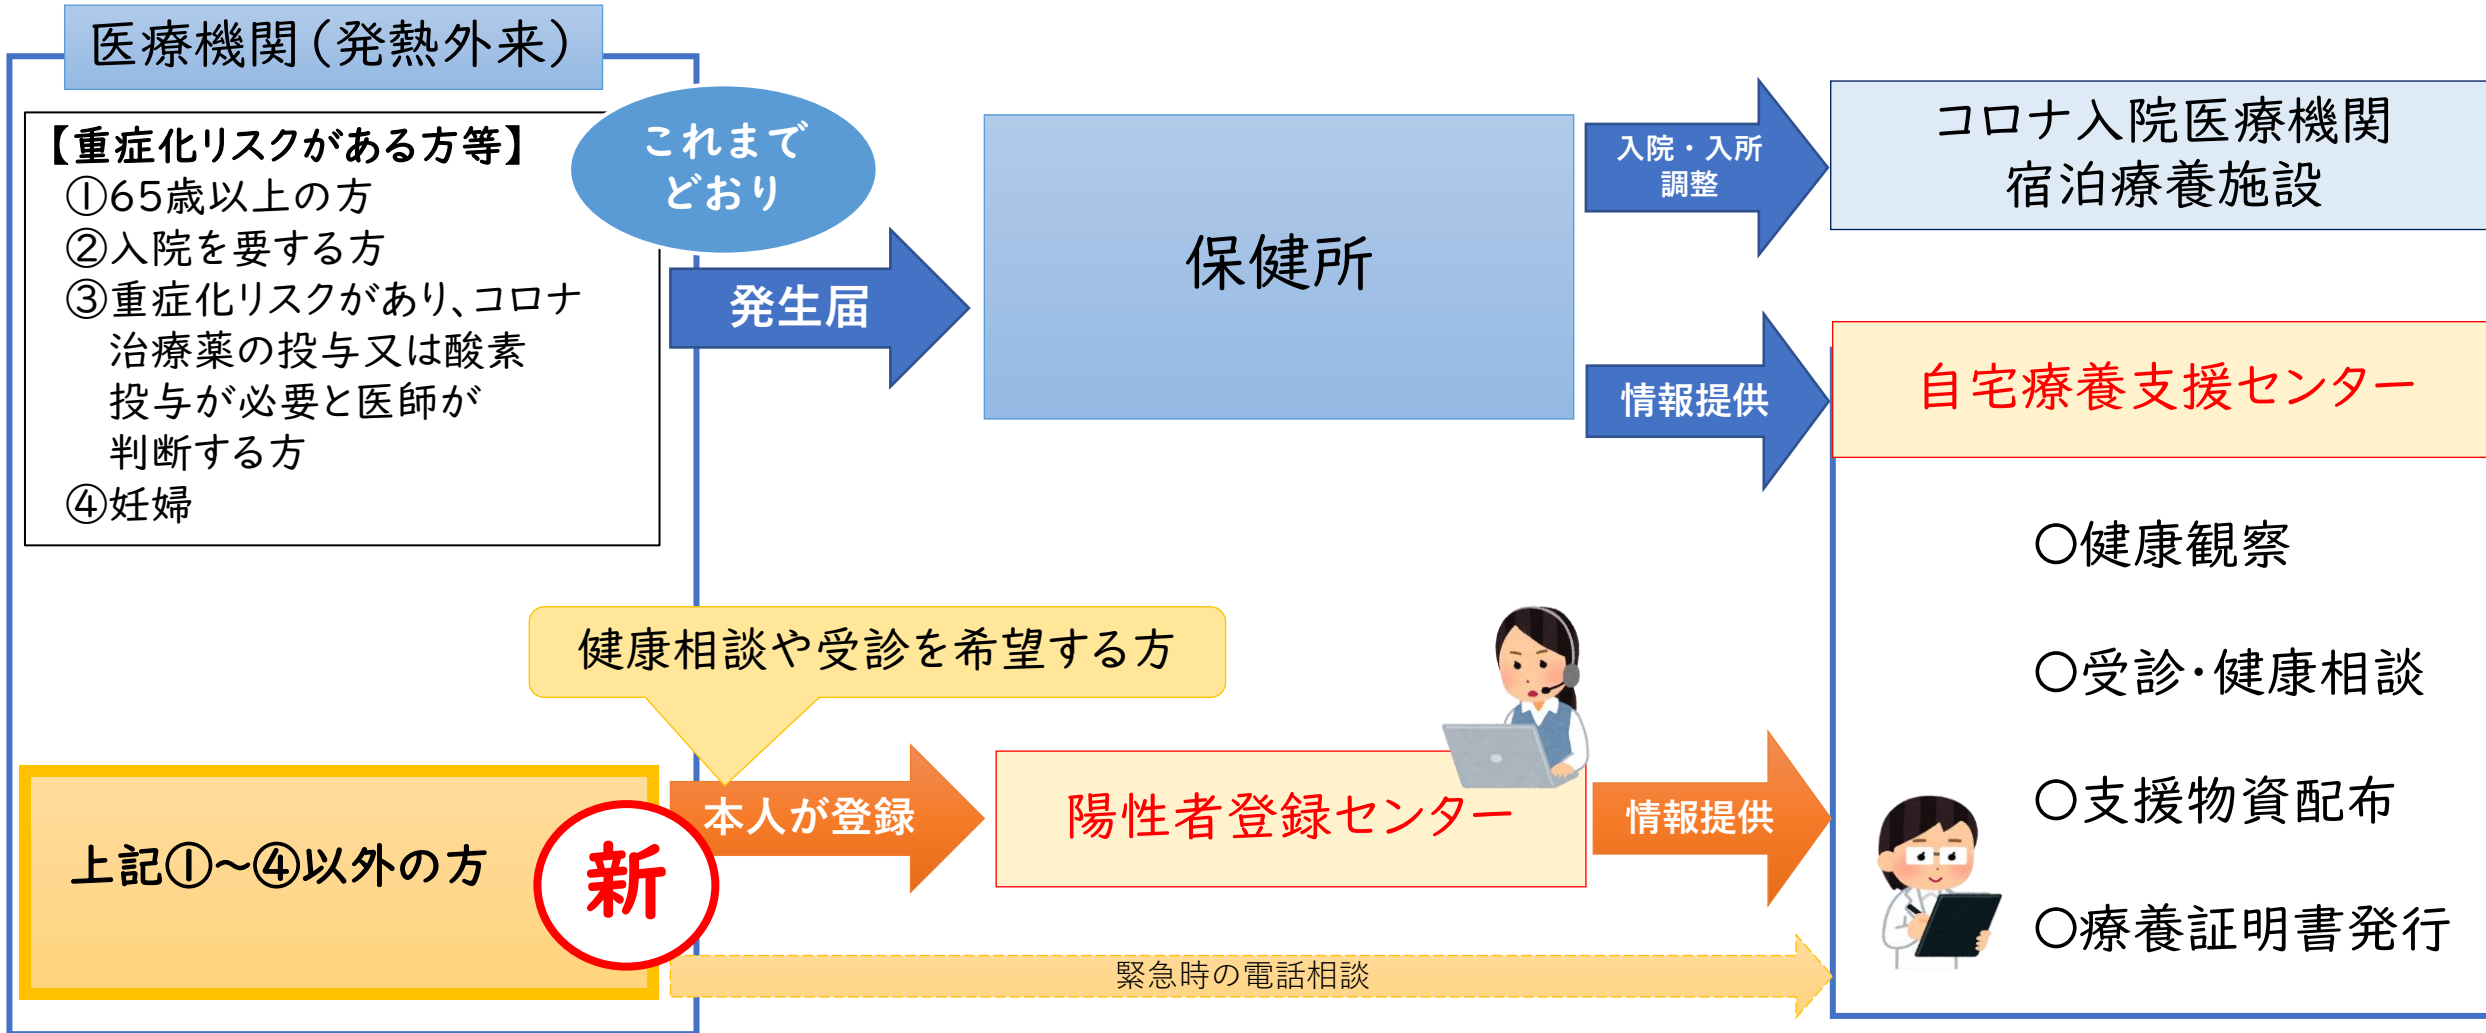 医療機関（発熱外来）
【重症化リスクがある方等】
①65歳以上の方
②入院を要する方
③重症化リスクがあり、コロナ
治療薬の投与又は酸素
投与が必要と医師が
判断する方
④妊婦
これまで
どおり
発生届
保健所
入院・入所
調整
コロナ入院医療機関
宿泊療養施設
情報提供
自宅療養支援センター
○健康観察
○受診・健康相談
○支援物資配布
○療養証明書発行
健康相談や受診を希望する方
上記①～④以外の方
新
本人が登録
陽性者登録センター
情報提供
緊急時の電話相談